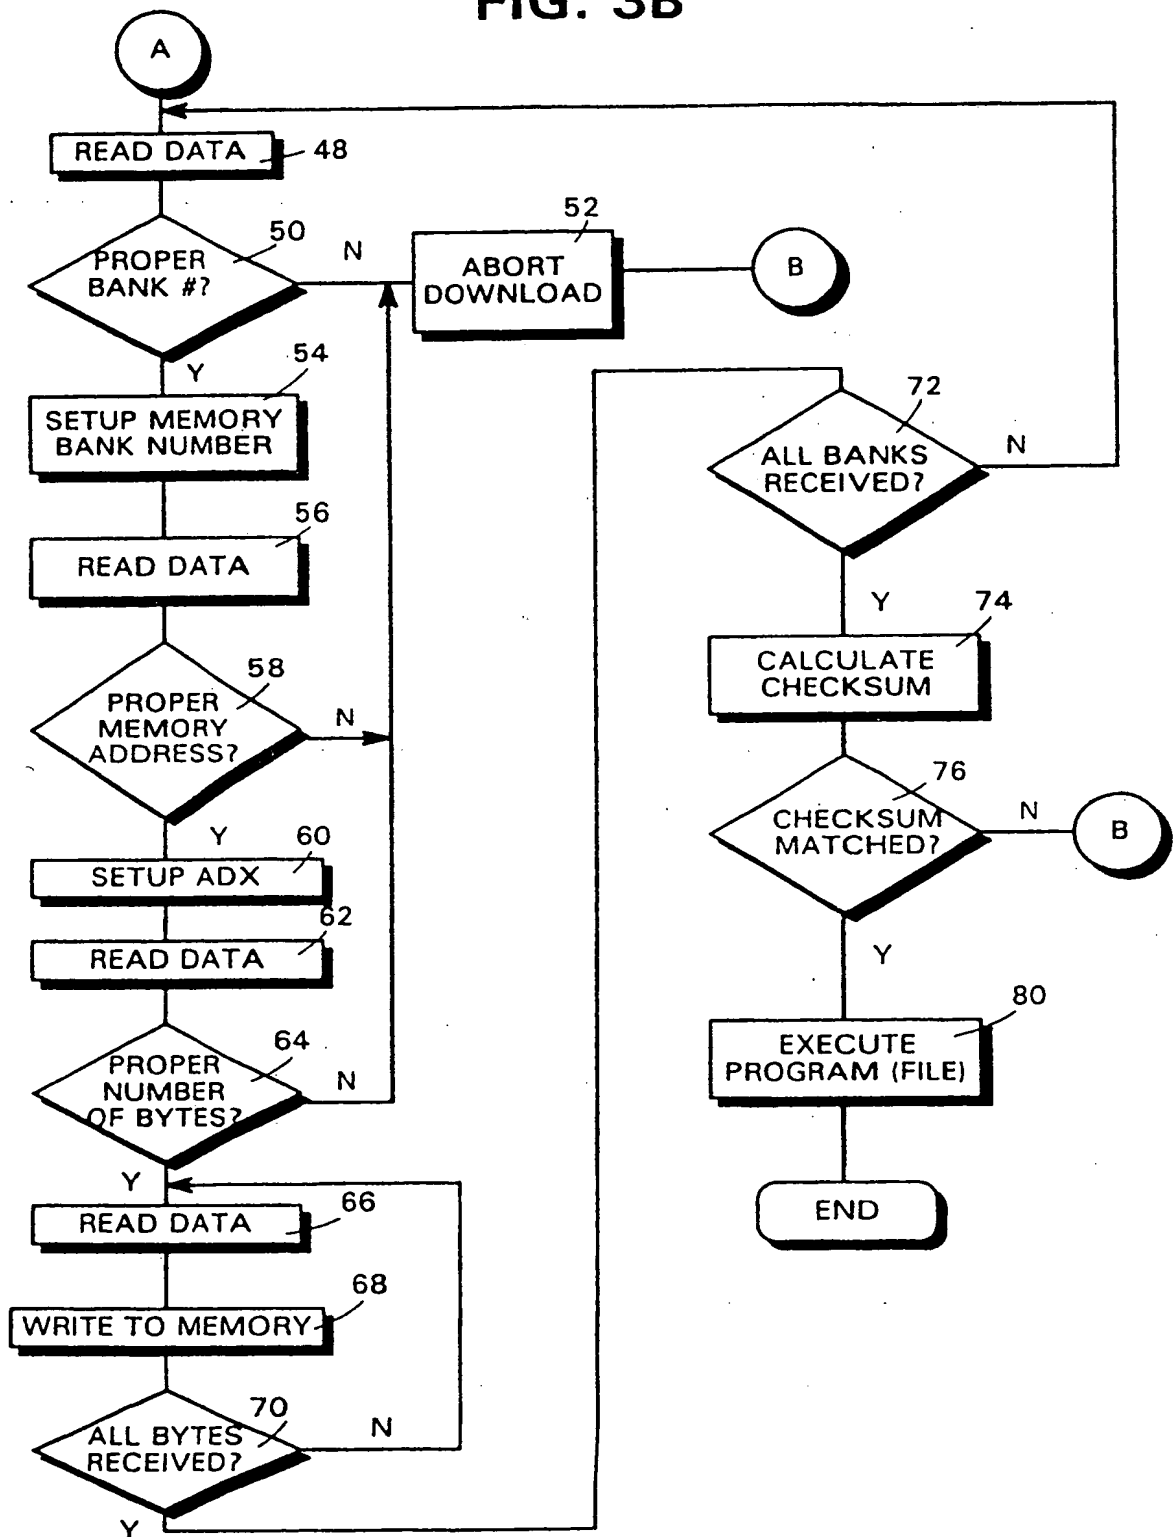 FIG. 3B
A
READ DATA
48
PROPER
BANK #?
50
N
ABORT
DOWNLOAD
52
B
Y
54
SETUP MEMORY
BANK NUMBER
56
READ DATA
58
PROPER
MEMORY
ADDRESS?
N
Y
60
SETUP ADX
62
READ DATA
64
PROPER
NUMBER
OF BYTES?
N
Y
READ DATA
66
WRITE TO MEMORY
68
70
ALL BYTES
RECEIVED?
N
Y
72
ALL BANKS
RECEIVED?
N
Y
74
CALCULATE
CHECKSUM
76
CHECKSUM
MATCHED?
N
B
Y
80
EXECUTE
PROGRAM (FILE)
END